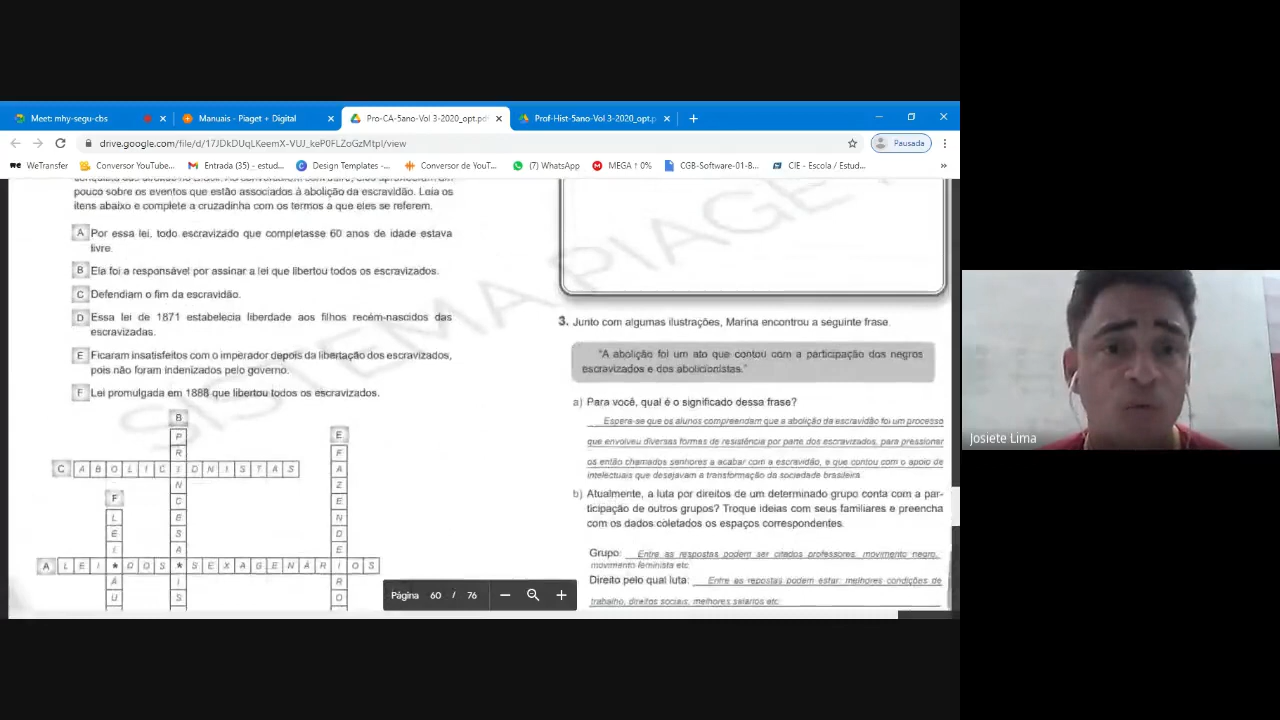 Meet: mhy-segu-cbs
Manuais - Piaget + Digital
Pro-CA-5ano-Vol 3-2020_opt.pd
Prof-Hist-5ano-Vol 3-2020_opt.p
drive.google.com/file/d/17JDkDUqLKeemX-VUJ_keP0FLZoGzMtpI/view
Pausada
WeTransfer
Conversor YouTube...
Entrada (35) - estud...
Design Templates -...
Conversor de YouT...
(7) WhatsApp
MEGA ↑ 0%
CGB-Software-01-B...
IE - Escola / Estud...
»
pouco sobre os eventos que estão associados à abolição da escravidão. Leia os
itens abaixo e complete a cruzadinha com os termos a que eles se referem.
A Por essa lei, todo escravizado que completasse 60 anos de idade estava
livre.
B Ela foi a responsável por assinar a lei que libertou todos os escravizados.
C Defendiam o fim da escravidão.
D Essa lei de 1871 estabelecia liberdade aos filhos recém-nascidos das
escravizadas.
E Ficaram insatisfeitos com o imperador depois da libertação dos escravizados,
pois não foram indenizados pelo governo.
F Lei promulgada em 1888 que libertou todos os escravizados.
B
P
R
C A B O L I C I O N I S T A S
N
C
E
S
A
*
I
S
E
F
A
Z
E
N
D
E
I
R
O
F
L
E
I
*
Á
U
A L E I * D O S * S E X A G E N Á R I O S
SISTEMA PIAGET
3. Junto com algumas ilustrações, Marina encontrou a seguinte frase.
"A abolição foi um ato que contou com a participação dos negros
escravizados e dos abolicionistas."
a) Para você, qual é o significado dessa frase?
Espera-se que os alunos compreendam que a abolição da escravidão foi um processo
que envolveu diversas formas de resistência por parte dos escravizados, para pressionar
os então chamados senhores a acabar com a escravidão, e que contou com o apoio de
intelectuais que desejavam a transformação da sociedade brasileira.
b) Atualmente, a luta por direitos de um determinado grupo conta com a par-
ticipação de outros grupos? Troque ideias com seus familiares e preencha
com os dados coletados os espaços correspondentes.
Grupo: Entre as respostas podem ser citados professores, movimento negro,
movimento feminista etc.
Direito pelo qual luta: Entre as repostas podem estar: melhores condições de
trabalho, direitos sociais, melhores salários etc.
Página 60 / 76
Josiete Lima